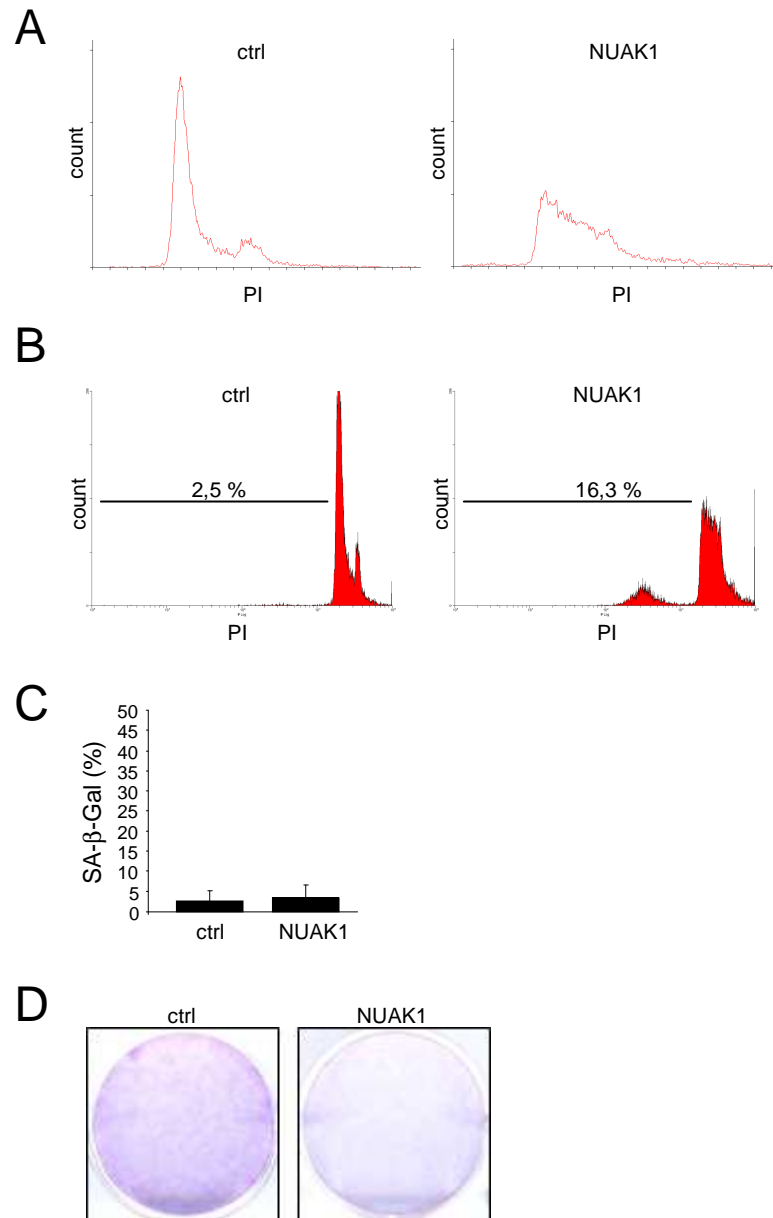 A
ctrl
NUAK1
count
count
PI
PI
B
ctrl
NUAK1
2,5 %
16,3 %
count
count
PI
PI
C
SA-β-Gal (%)
50
45
40
35
30
25
20
15
10
5
0
ctrl
NUAK1
D
ctrl
NUAK1